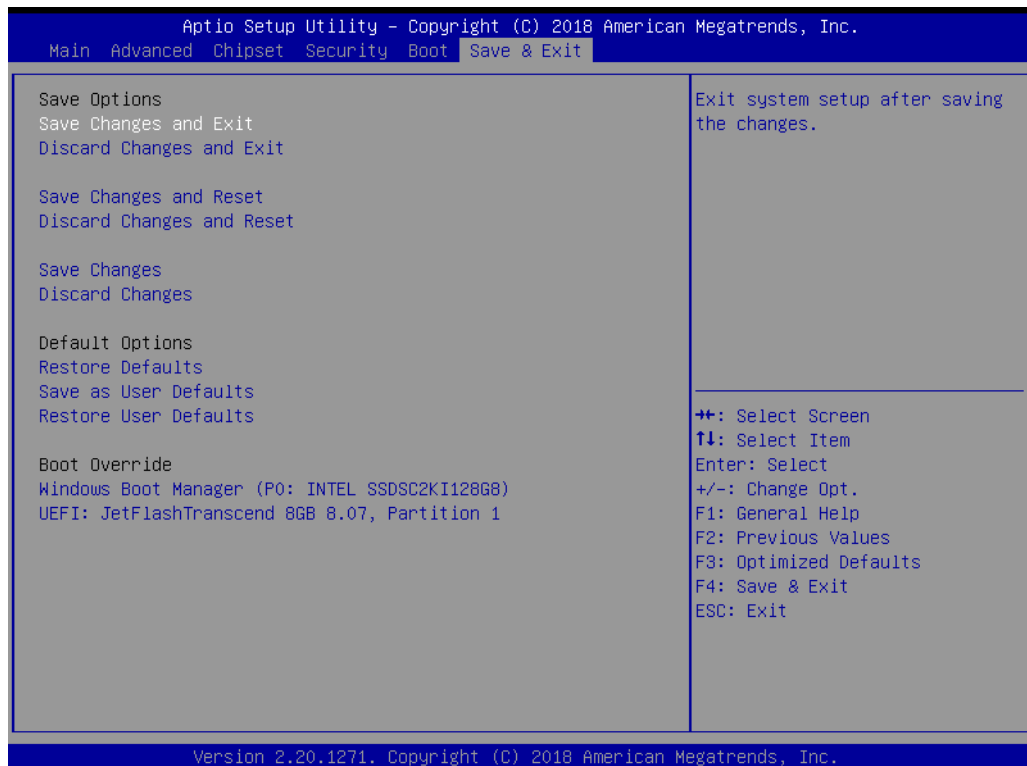 Aptio Setup Utility – Copyright (C) 2018 American Megatrends, Inc.
Main Advanced Chipset Security Boot Save & Exit
Save Options
Save Changes and Exit
Discard Changes and Exit
Save Changes and Reset
Discard Changes and Reset
Save Changes
Discard Changes
Default Options
Restore Defaults
Save as User Defaults
Restore User Defaults
Boot Override
Windows Boot Manager (P0: INTEL SSDSC2KI128G8)
UEFI: JetFlashTranscend 8GB 8.07, Partition 1
Exit system setup after saving
the changes.
→←: Select Screen
↑↓: Select Item
Enter: Select
+/-: Change Opt.
F1: General Help
F2: Previous Values
F3: Optimized Defaults
F4: Save & Exit
ESC: Exit
Version 2.20.1271. Copyright (C) 2018 American Megatrends, Inc.